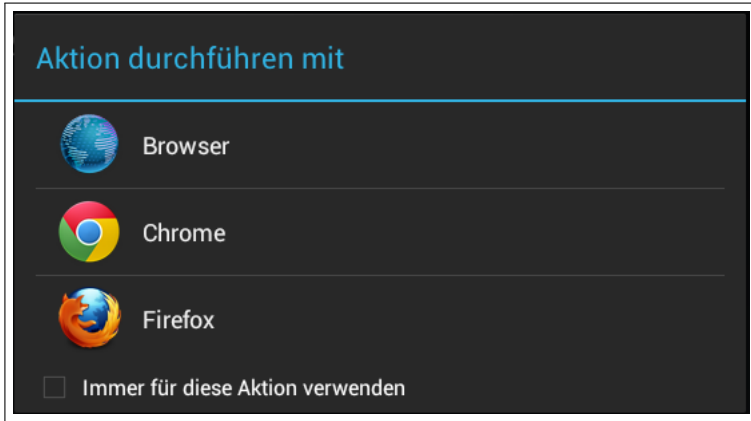 Aktion durchführen mit
Browser
Chrome
Firefox
Immer für diese Aktion verwenden